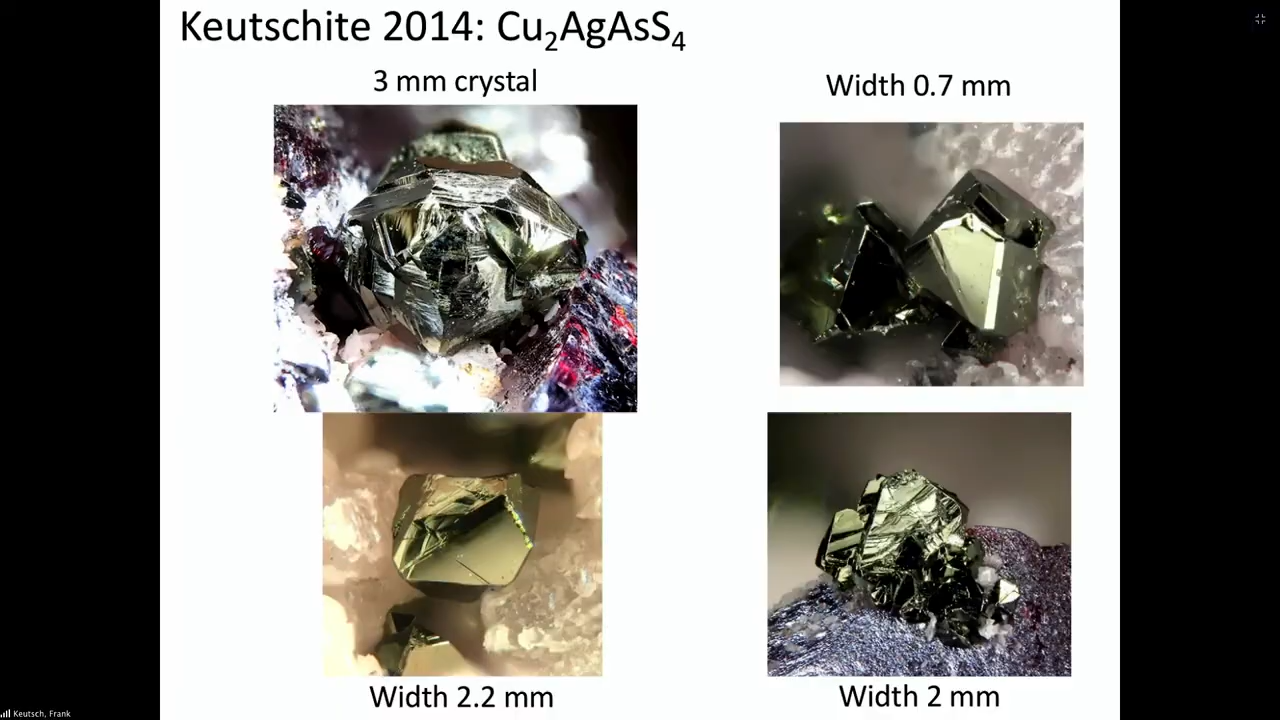 Keutschite 2014: Cu₂AgAsS₄
3 mm crystal
Width 0.7 mm
Width 2.2 mm
Width 2 mm
Keutsch, Frank